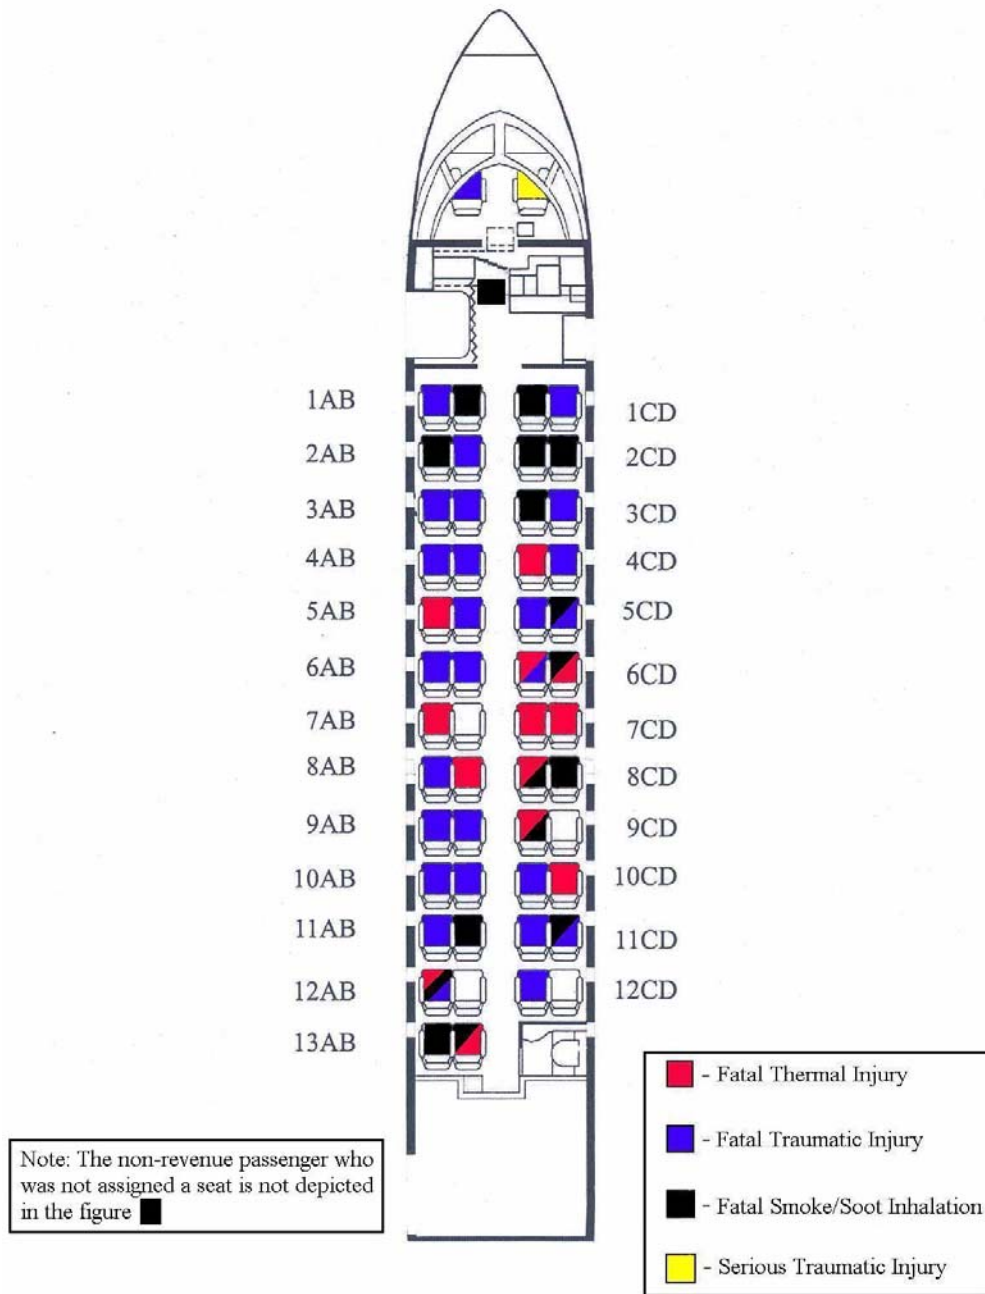 1AB
1CD
2AB
2CD
3AB
3CD
4AB
4CD
5AB
5CD
6AB
6CD
7AB
7CD
8AB
8CD
9AB
9CD
10AB
10CD
11AB
11CD
12AB
12CD
13AB
- Fatal Thermal Injury
- Fatal Traumatic Injury
- Fatal Smoke/Soot Inhalation
- Serious Traumatic Injury
Note: The non-revenue passenger who
was not assigned a seat is not depicted
in the figure